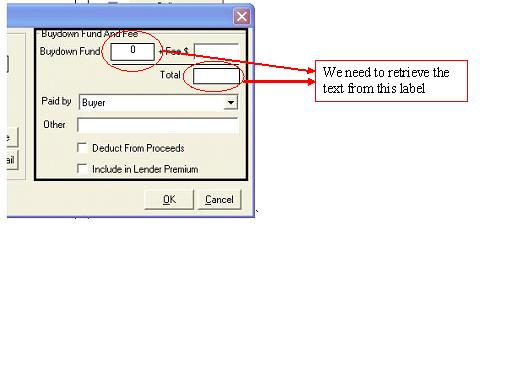 Buydown Fund And Fee
Buydown Fund 0 + Fee $
Total
Paid by Buyer
Other
Deduct From Proceeds
Include in Lender Premium
e
ail
OK Cancel
We need to retrieve the
text from this label